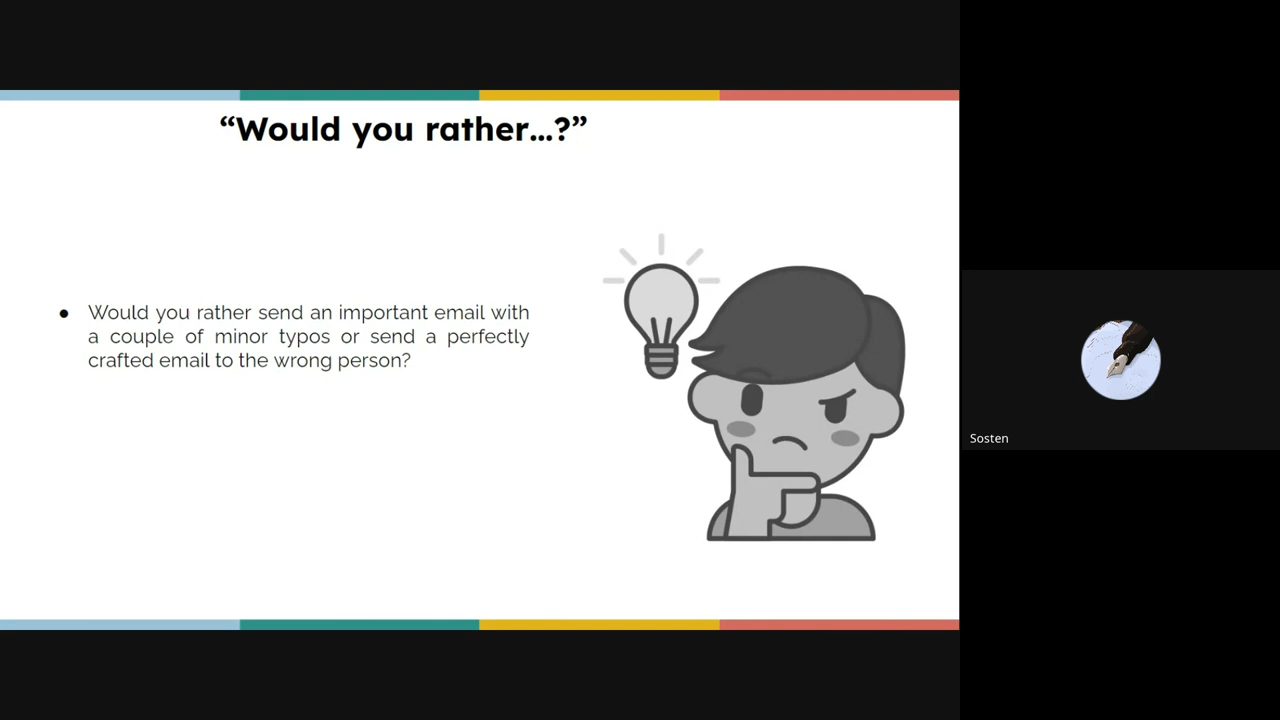 “Would you rather...?”
● Would you rather send an important email with
a couple of minor typos or send a perfectly
crafted email to the wrong person?
Sosten